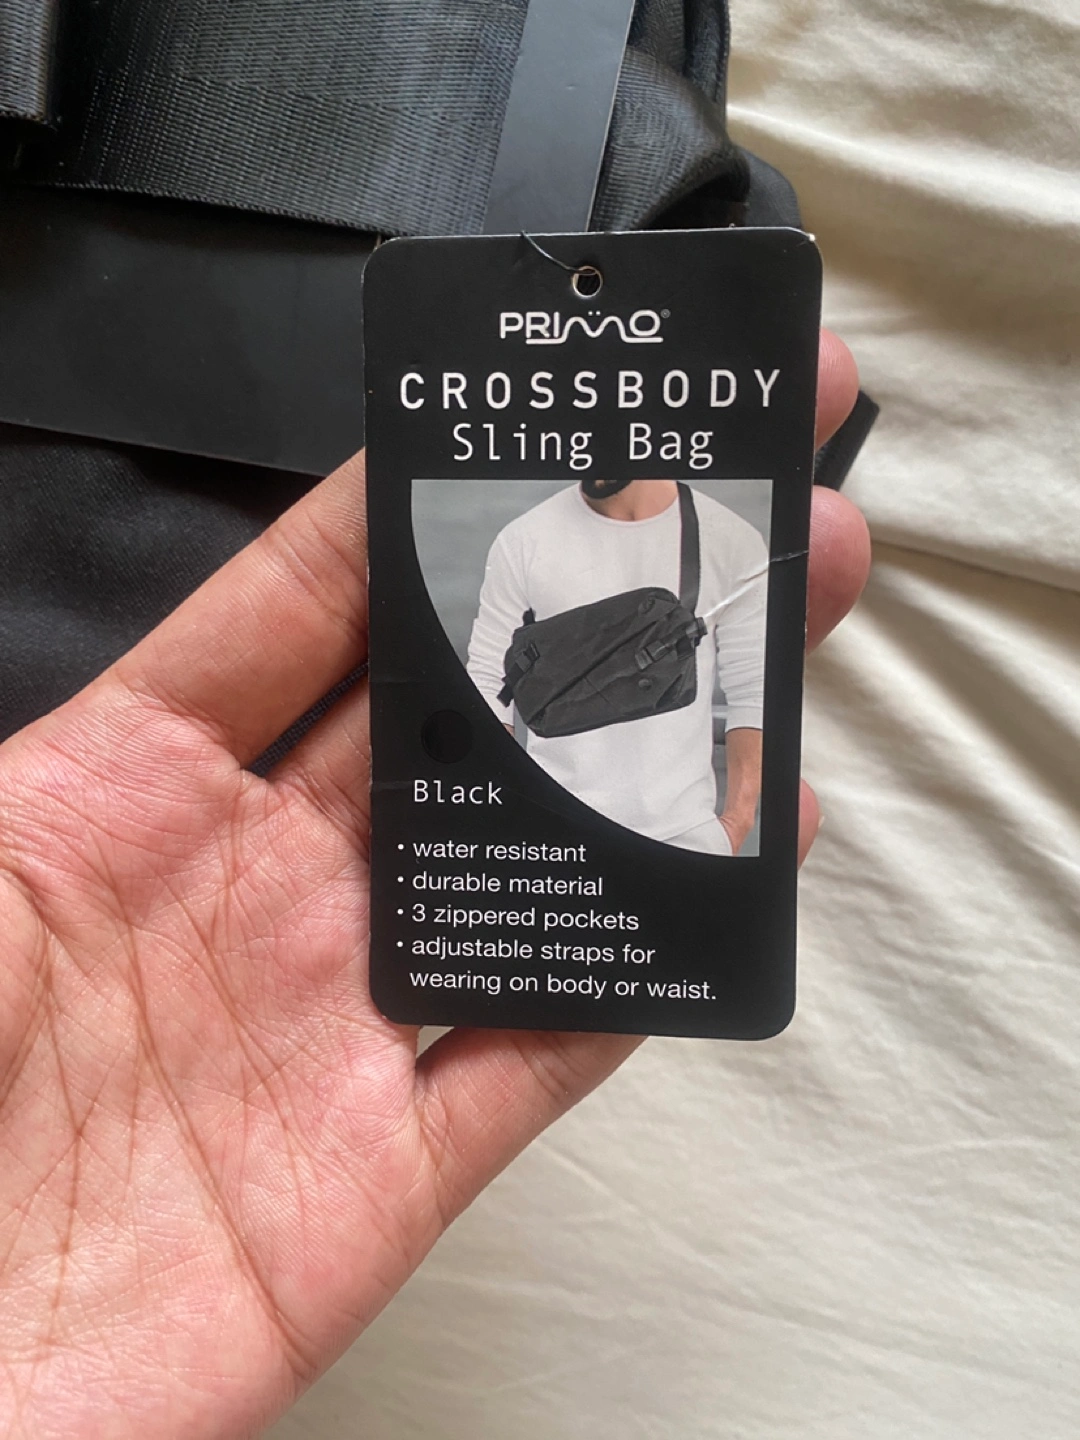 PRIMO®
CROSSBODY
Sling Bag
Black
• water resistant
• durable material
• 3 zippered pockets
• adjustable straps for
wearing on body or waist.